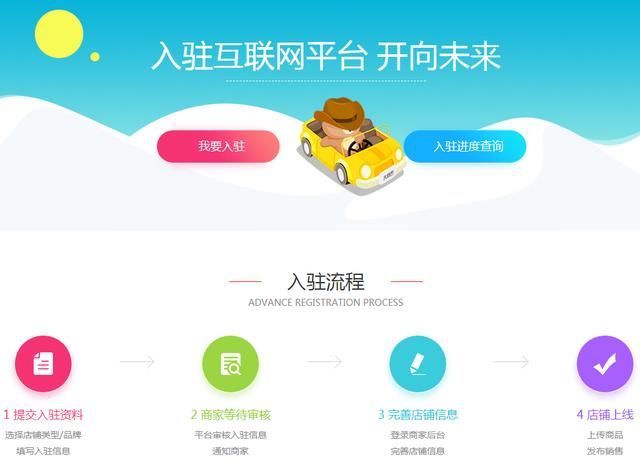 入驻互联网平台 开向未来
我要入驻
入驻进度查询
入驻流程
ADVANCE REGISTRATION PROCESS
1 提交入驻资料
选择店铺类型/品牌
填写入驻信息
2 商家等待审核
平台审核入驻信息
通知商家
3 完善店铺信息
登录商家后台
完善店铺信息
4 店铺上线
上传商品
发布销售